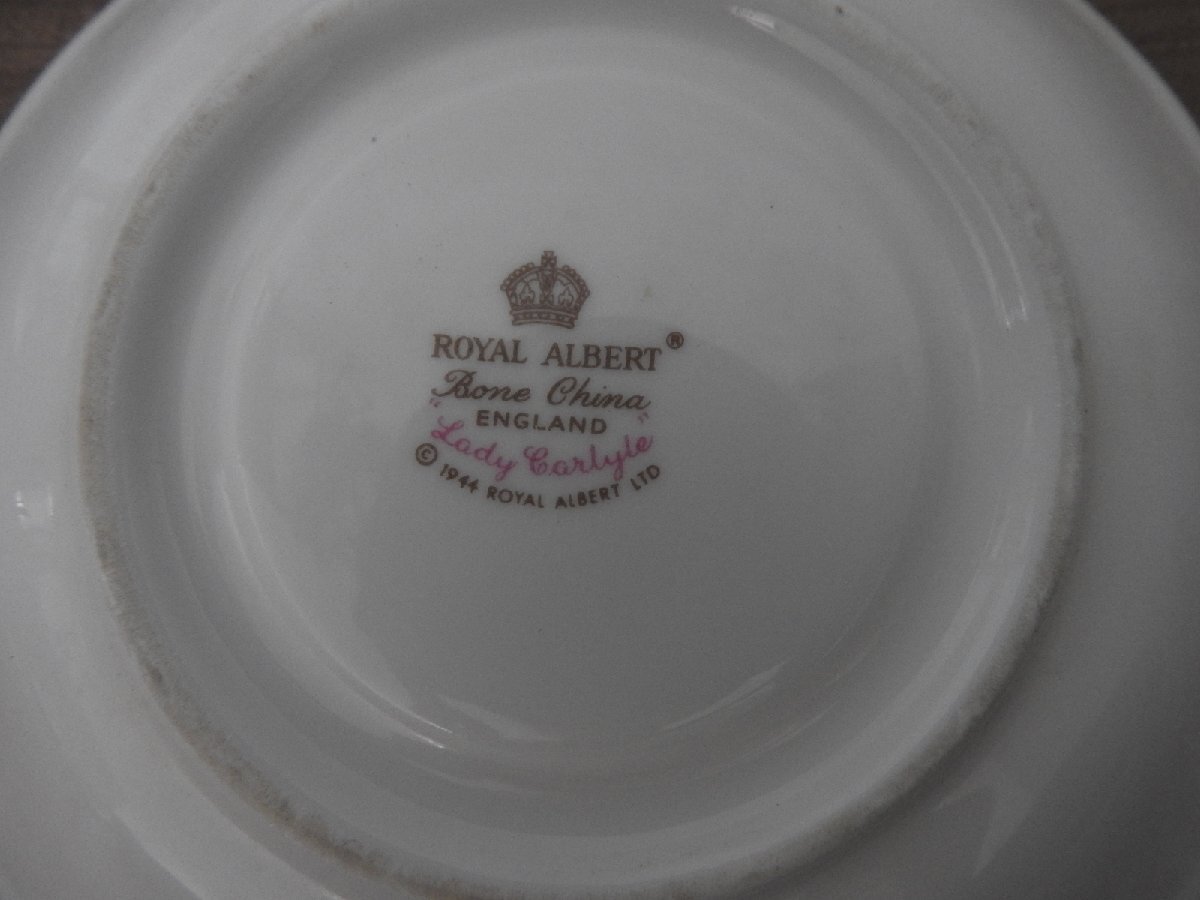 ROYAL ALBERT®
Bone China
ENGLAND
"Lady Carlyle"
© 1944 ROYAL ALBERT LTD